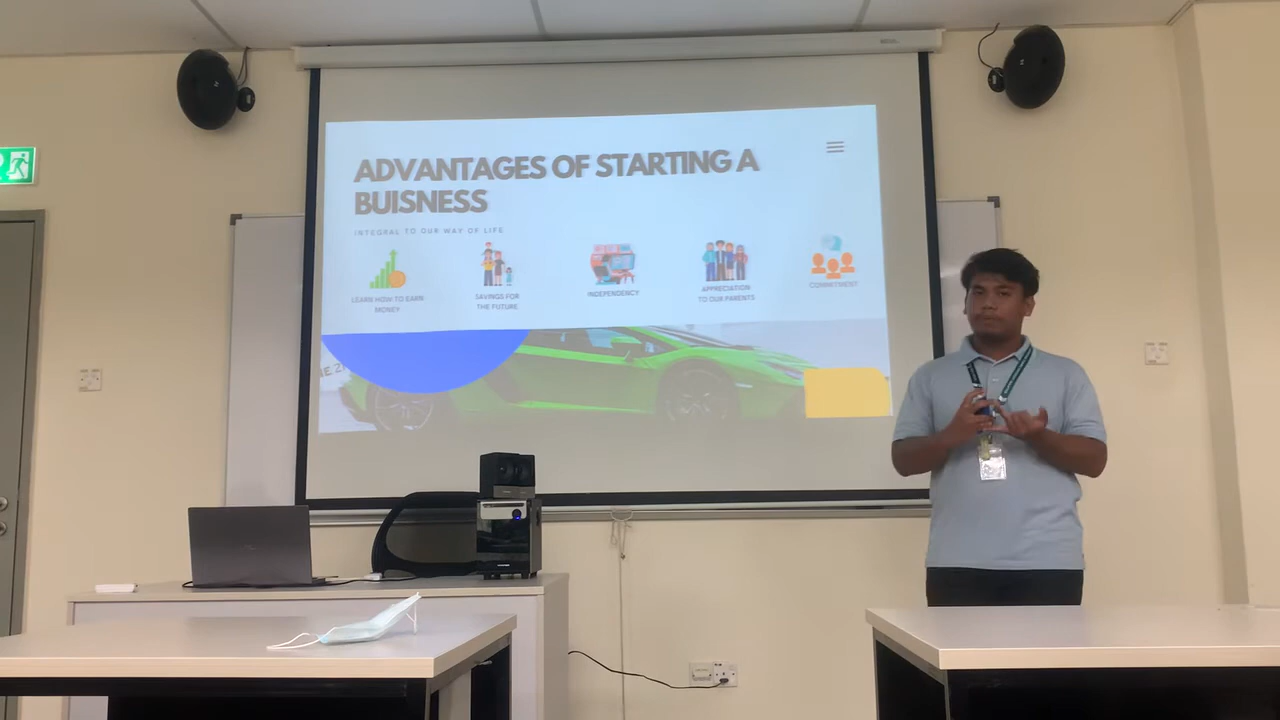 ADVANTAGES OF STARTING A
BUISNESS
INTEGRAL TO OUR WAY OF LIFE
LEARN HOW TO EARN
MONEY
SAVINGS FOR
THE FUTURE
INDEPENDENCY
APPRECIATION
TO OUR PARENTS
COMMITMENT